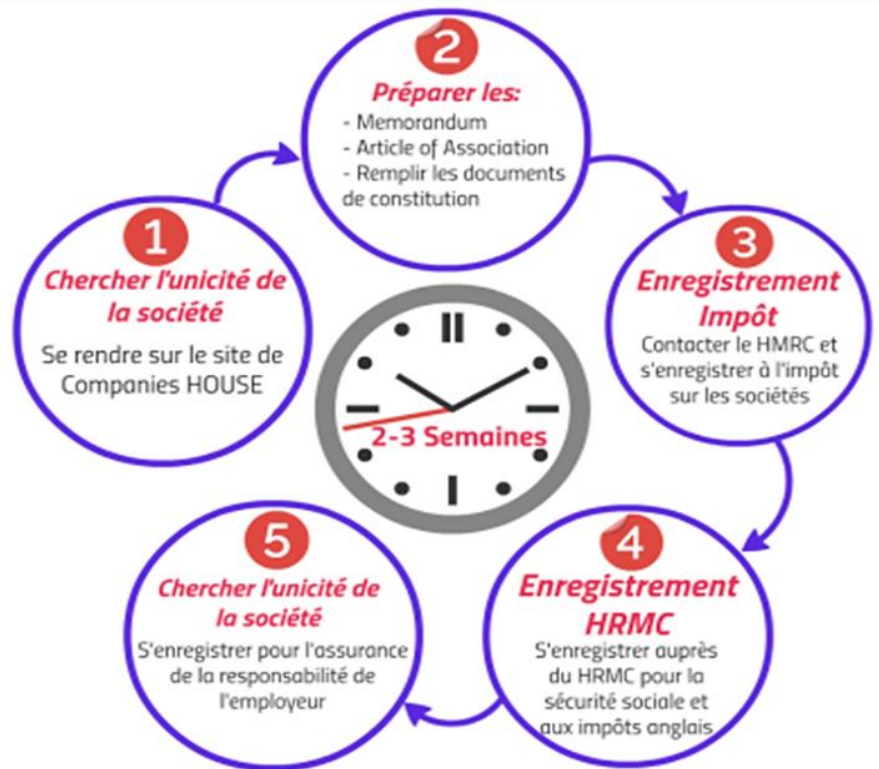 1
Chercher l'unicité de
la société
Se rendre sur le site de
Companies HOUSE
2
Préparer les:
- Memorandum
- Article of Association
- Remplir les documents
de constitution
3
Enregistrement
Impôt
Contacter le HMRC et
s'enregistrer à l'impôt
sur les sociétés
4
Enregistrement
HRMC
S'enregistrer auprès
du HRMC pour la
sécurité sociale et
aux impôts anglais
5
Chercher l'unicité de
la société
S'enregistrer pour l'assurance
de la responsabilité de
l'employeur
2-3 Semaines